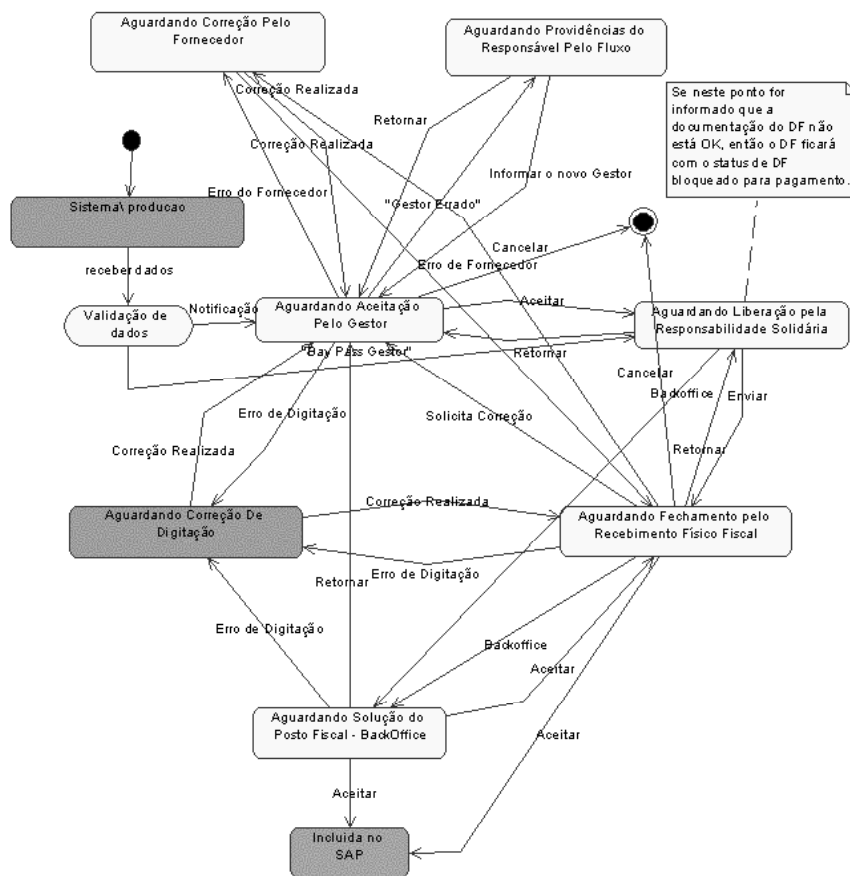 Aguardando Correção Pelo
Fornecedor
Aguardando Providências do
Responsável Pelo Fluxo
Se neste ponto for
informado que a
documentação do DF não
está OK, então o DF ficará
com o status de DF
bloqueado para pagamento.
Correção Realizada
Retornar
Correção Realizada
Informar o novo Gestor
Erro do Fornecedor
"Gestor Errado"
Sistema\ producao
Cancelar
Erro de Fornecedor
receber dados
Validação de
dados
Notificação
Aguardando Aceitação
Pelo Gestor
Aceitar
Aguardando Liberação pela
Responsabilidade Solidária
"Bay Pass Gestor"
Retornar
Cancelar
Backoffice
Enviar
Erro de Digitação
Solicita Correção
Correção Realizada
Retornar
Correção Realizada
Aguardando Correção De
Digitação
Aguardando Fechamento pelo
Recebimento Físico Fiscal
Retornar
Erro de Digitação
Erro de Digitação
Backoffice
Aceitar
Aguardando Solução do
Posto Fiscal - BackOffice
Aceitar
Aceitar
Incluida no
SAP